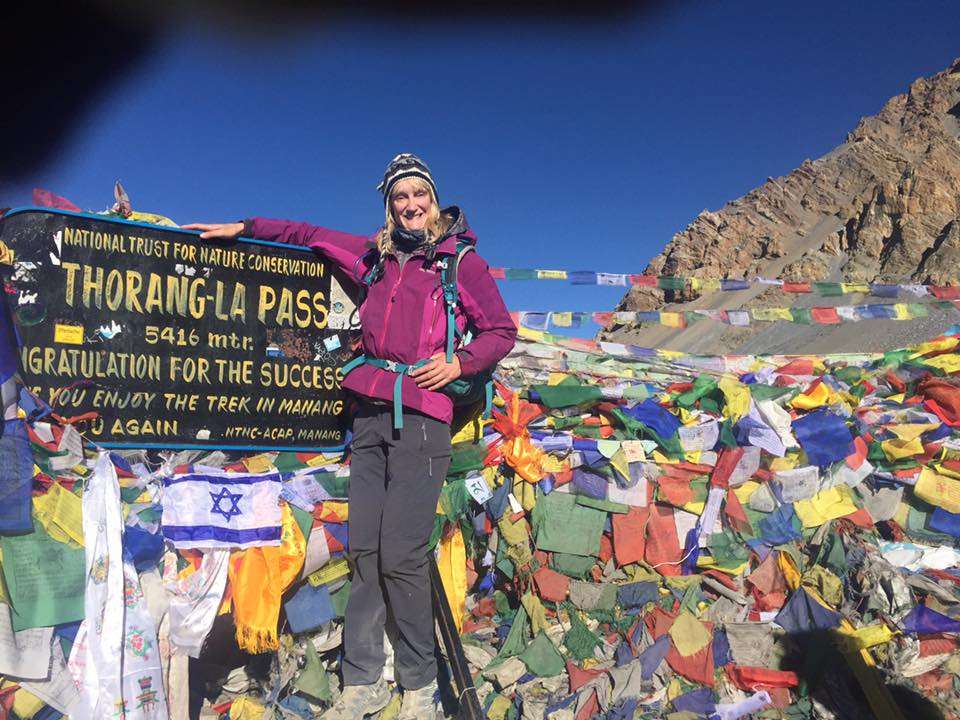 NATIONAL TRUST FOR NATURE CONSERVATION
THORANG-LA PASS
5416 mtr.
NGRATULATION FOR THE SUCCESS
YOU ENJOY THE TREK IN MANANG
OU AGAIN
.NTNC-ACAP, MANANG